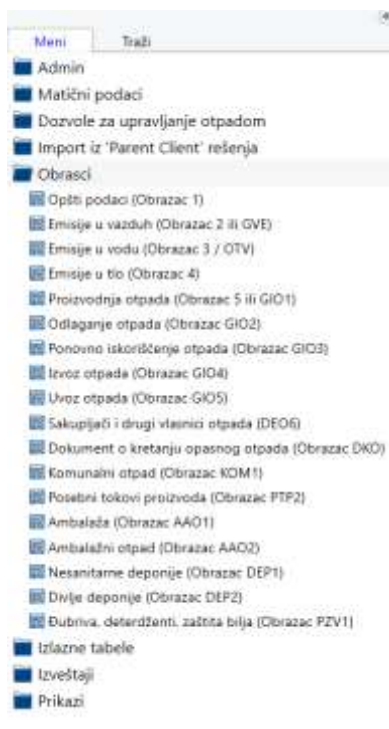 Meni Traži
Admin
Matični podaci
Dozvole za upravljanje otpadom
Import iz 'Parent Client' rešenja
Obrasci
Opšti podaci (Obrazac 1)
Emisije u vazduh (Obrazac 2 ili GVE)
Emisije u vodu (Obrazac 3 / OTV)
Emisije u tlo (Obrazac 4)
Proizvodnja otpada (Obrazac 5 ili GIO1)
Odlaganje otpada (Obrazac GIO2)
Ponovno iskorišćenje otpada (Obrazac GIO3)
Izvoz otpada (Obrazac GIO4)
Uvoz otpada (Obrazac GIO5)
Sakupljači i drugi vlasnici otpada (DEO6)
Dokument o kretanju opasnog otpada (Obrazac DKO)
Komunalni otpad (Obrazac KOM1)
Posebni tokovi proizvoda (Obrazac PTP2)
Ambalaža (Obrazac AAO1)
Ambalažni otpad (Obrazac AAO2)
Nesanitarne deponije (Obrazac DEP1)
Divlje deponije (Obrazac DEP2)
Đubriva, deterdženti, zaštita bilja (Obrazac PZV1)
Izlazne tabele
Izveštaji
Prikazi